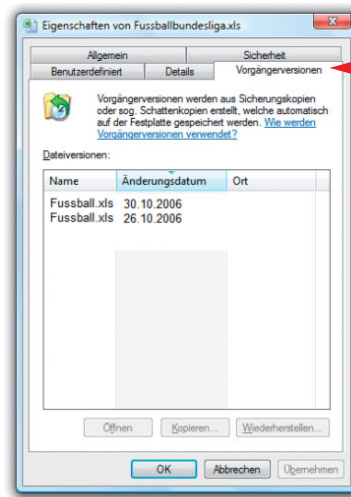 Eigenschaften von Fussballbundesliga.xls
Allgemein Sicherheit
Benutzerdefiniert Details Vorgängerversionen
Vorgängerversionen werden aus Sicherungskopien
oder sog. Schattenkopien erstellt, welche automatisch
auf der Festplatte gespeichert werden. Wie werden
Vorgängerversionen verwendet?
Dateiversionen:
Name Änderungsdatum Ort
Fussball.xls 30.10.2006
Fussball.xls 26.10.2006
Öffnen Kopieren... Wiederherstellen...
OK Abbrechen Übernehmen